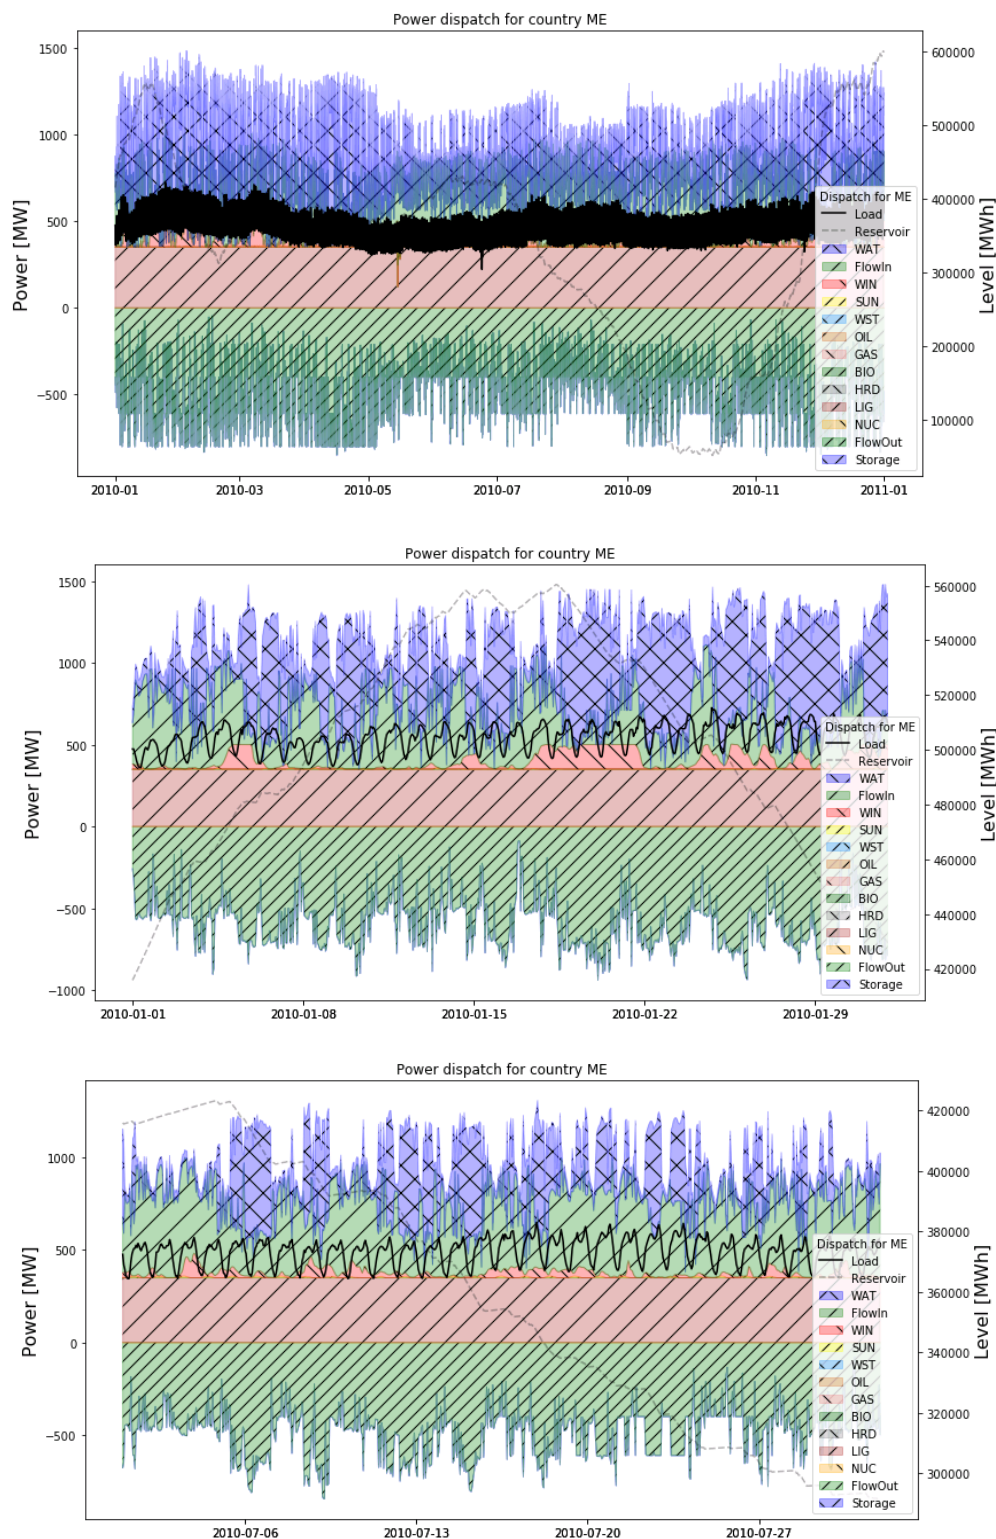 Power dispatch for country ME
Power [MW]
1500
1000
500
0
−500
600000
500000
400000
300000
200000
100000
Level [MWh]
Dispatch for ME
Load
Reservoir
WAT
FlowIn
WIN
SUN
WST
OIL
GAS
BIO
HRD
LIG
NUC
FlowOut
Storage
2010-01 2010-03 2010-05 2010-07 2010-09 2010-11 2011-01
Power dispatch for country ME
Power [MW]
1500
1000
500
0
−500
−1000
560000
540000
520000
500000
480000
460000
440000
420000
Level [MWh]
Dispatch for ME
Load
Reservoir
WAT
FlowIn
WIN
SUN
WST
OIL
GAS
BIO
HRD
LIG
NUC
FlowOut
Storage
2010-01-01 2010-01-08 2010-01-15 2010-01-22 2010-01-29
Power dispatch for country ME
Power [MW]
1000
500
0
−500
420000
400000
380000
360000
340000
320000
300000
Level [MWh]
Dispatch for ME
Load
Reservoir
WAT
FlowIn
WIN
SUN
WST
OIL
GAS
BIO
HRD
LIG
NUC
FlowOut
Storage
2010-07-06 2010-07-13 2010-07-20 2010-07-27